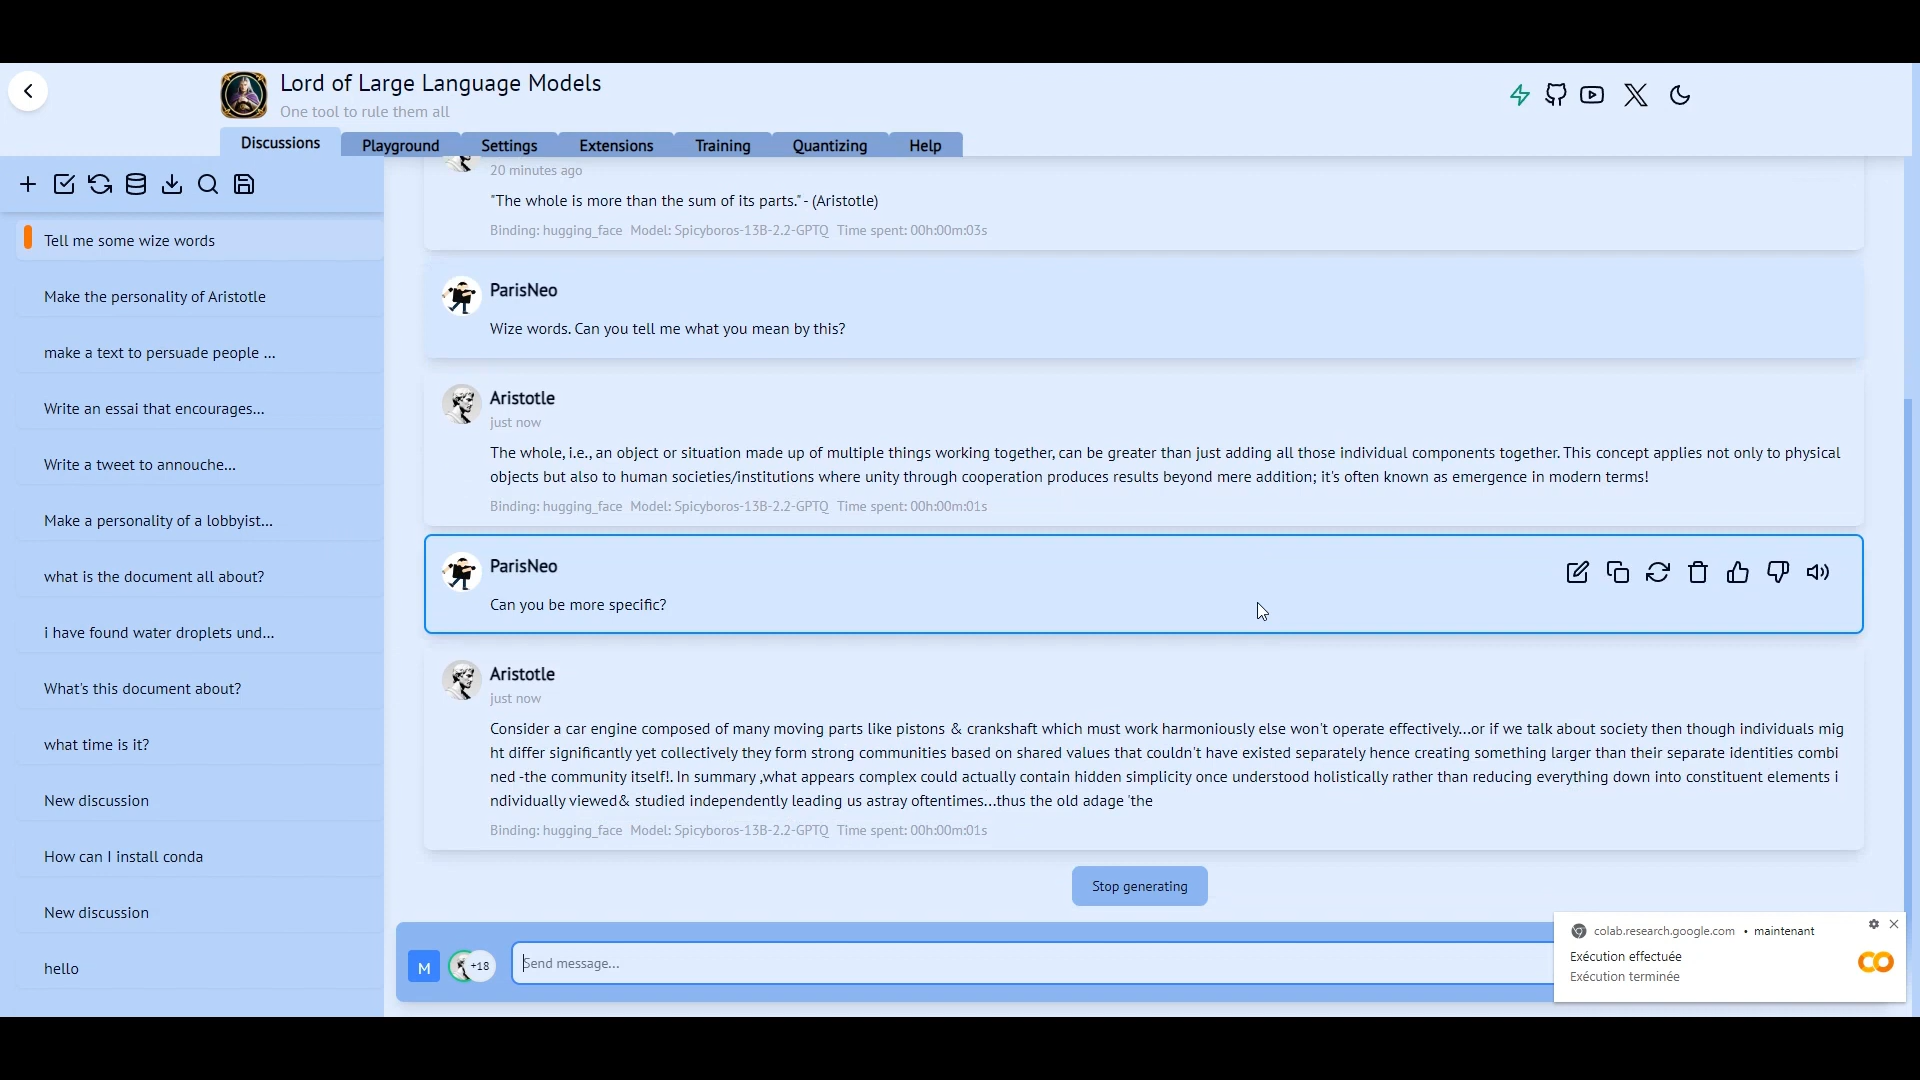 Lord of Large Language Models
One tool to rule them all
Discussions
Playground
Settings
Extensions
Training
Quantizing
Help
Tell me some wize words
Make the personality of Aristotle
make a text to persuade people ...
Write an essai that encourages...
Write a tweet to annouche...
Make a personality of a lobbyist...
what is the document all about?
i have found water droplets und...
What's this document about?
what time is it?
New discussion
How can I install conda
New discussion
hello
20 minutes ago
"The whole is more than the sum of its parts." - (Aristotle)
Binding: hugging_face Model: Spicyboros-13B-2.2-GPTQ Time spent: 00h:00m:03s
ParisNeo
Wize words. Can you tell me what you mean by this?
Aristotle
just now
The whole, i.e., an object or situation made up of multiple things working together, can be greater than just adding all those individual components together. This concept applies not only to physical
objects but also to human societies/institutions where unity through cooperation produces results beyond mere addition; it's often known as emergence in modern terms!
Binding: hugging_face Model: Spicyboros-13B-2.2-GPTQ Time spent: 00h:00m:01s
ParisNeo
Can you be more specific?
Aristotle
just now
Consider a car engine composed of many moving parts like pistons & crankshaft which must work harmoniously else won't operate effectively...or if we talk about society then though individuals mig
ht differ significantly yet collectively they form strong communities based on shared values that couldn't have existed separately hence creating something larger than their separate identities combi
ned -the community itself!. In summary ,what appears complex could actually contain hidden simplicity once understood holistically rather than reducing everything down into constituent elements i
ndividually viewed& studied independently leading us astray oftentimes...thus the old adage 'the
Binding: hugging_face Model: Spicyboros-13B-2.2-GPTQ Time spent: 00h:00m:01s
Stop generating
M
+18
Send message...
colab.research.google.com • maintenant
Exécution effectuée
Exécution terminée